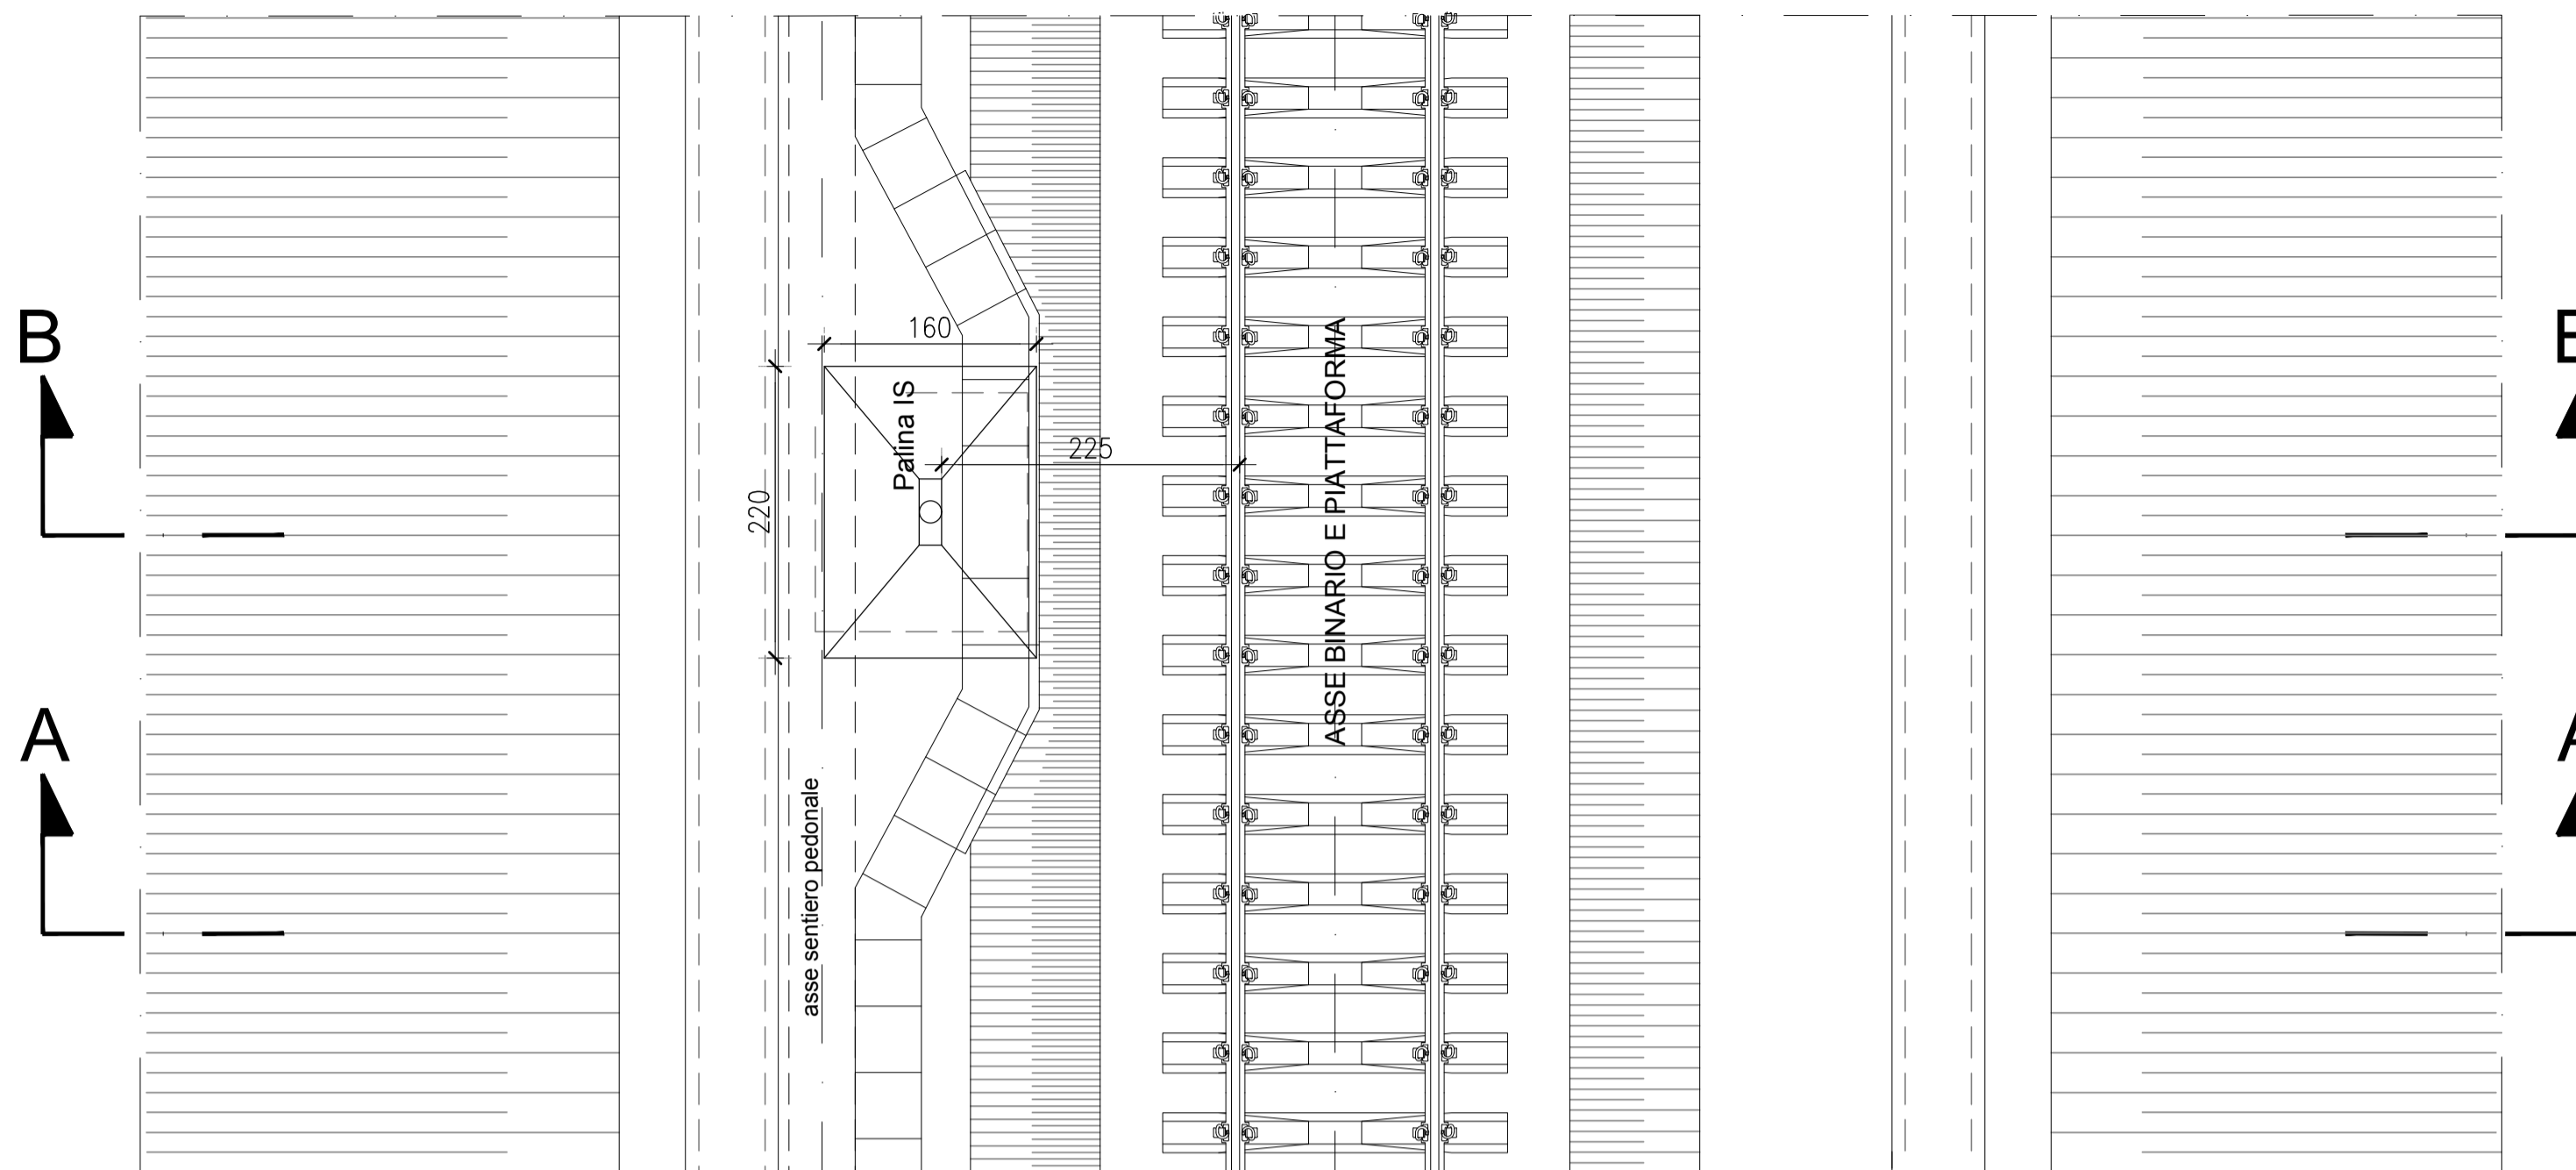 B
160
Palina IS
225
220
ASSE BINARIO E PIATTAFORMA
A
asse sentiero pedonale